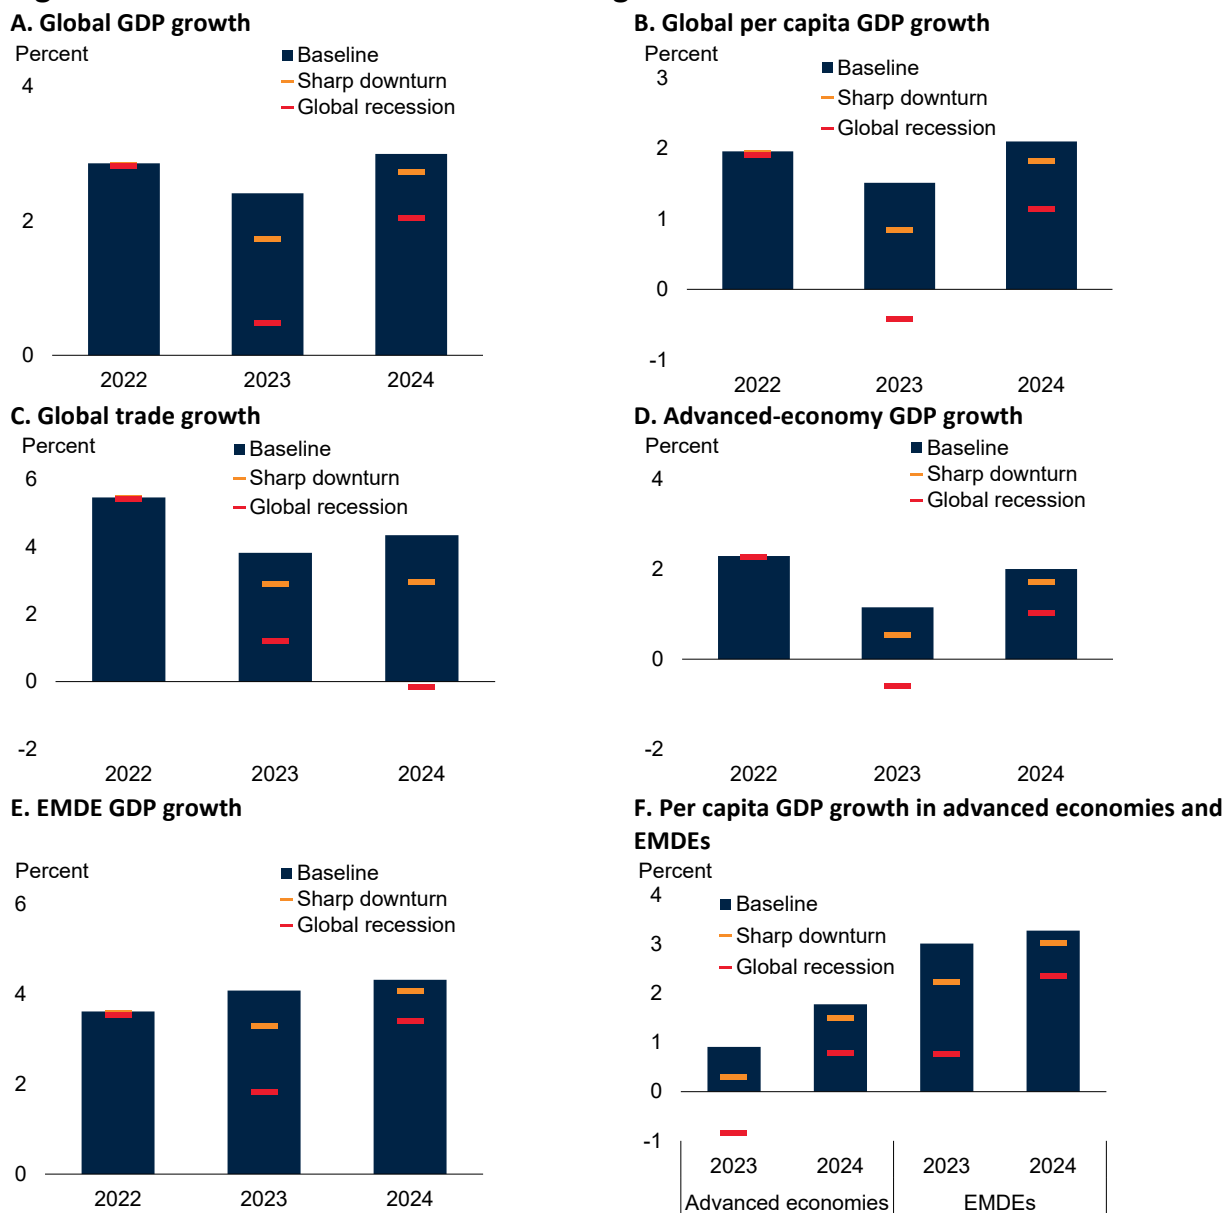 A. Global GDP growth
Percent
Baseline
Sharp downturn
Global recession
4
2
0
2022 2023 2024
B. Global per capita GDP growth
Percent
Baseline
Sharp downturn
Global recession
3
2
1
0
-1
2022 2023 2024
C. Global trade growth
Percent
Baseline
Sharp downturn
Global recession
6
4
2
0
-2
2022 2023 2024
D. Advanced-economy GDP growth
Percent
Baseline
Sharp downturn
Global recession
4
2
0
-2
2022 2023 2024
E. EMDE GDP growth
Percent
Baseline
Sharp downturn
Global recession
6
4
2
0
2022 2023 2024
F. Per capita GDP growth in advanced economies and
EMDEs
Percent
Baseline
Sharp downturn
Global recession
4
3
2
1
0
-1
2023 2024 2023 2024
Advanced economies EMDEs